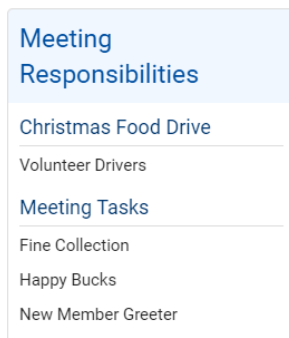 Meeting
Responsibilities
Christmas Food Drive
Volunteer Drivers
Meeting Tasks
Fine Collection
Happy Bucks
New Member Greeter